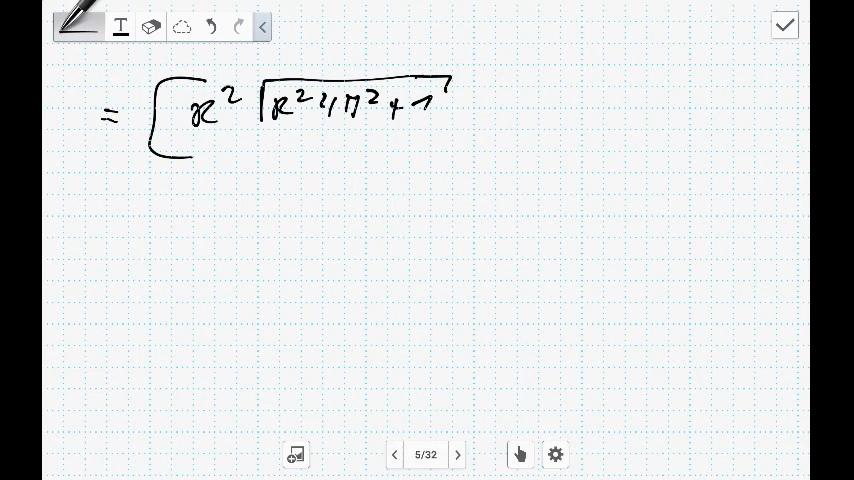 T
= [ x² √x² 4π² + 1
5/32